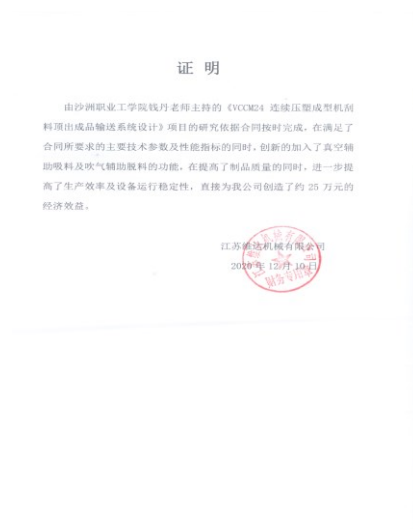 证 明
由沙洲职业工学院钱丹老师主持的《VCCM24 连续压塑成型机刮
料顶出成品输送系统设计》项目的研究依据合同按时完成，在满足了
合同所要求的主要技术参数及性能指标的同时，创新的加入了真空辅
助吸料及吹气辅助脱料的功能，在提高了制品质量的同时，进一步提
高了生产效率及设备运行稳定性，直接为我公司创造了约 25 万元的
经济效益。
江苏维达机械有限公司
2020 年 12 月 10 日